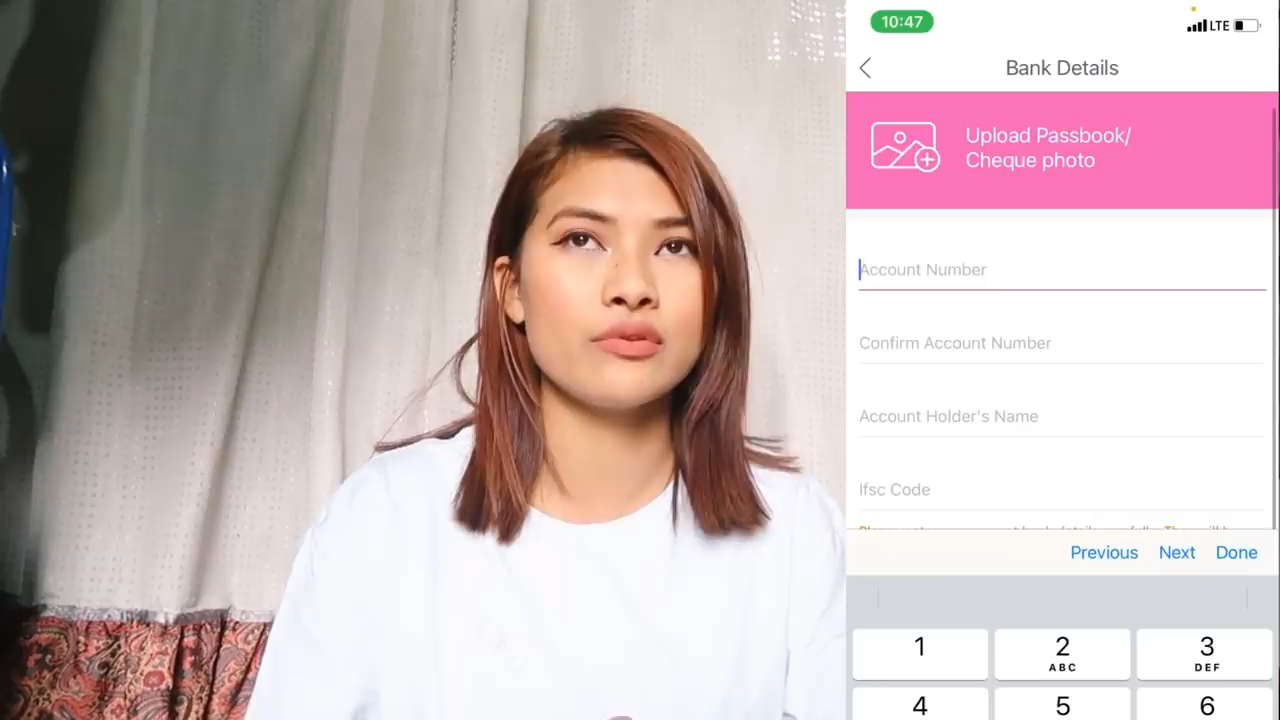 10:47
LTE
Bank Details
Upload Passbook/
Cheque photo
Account Number
Confirm Account Number
Account Holder's Name
Ifsc Code
Previous Next Done
1 2 3
ABC DEF
4 5 6